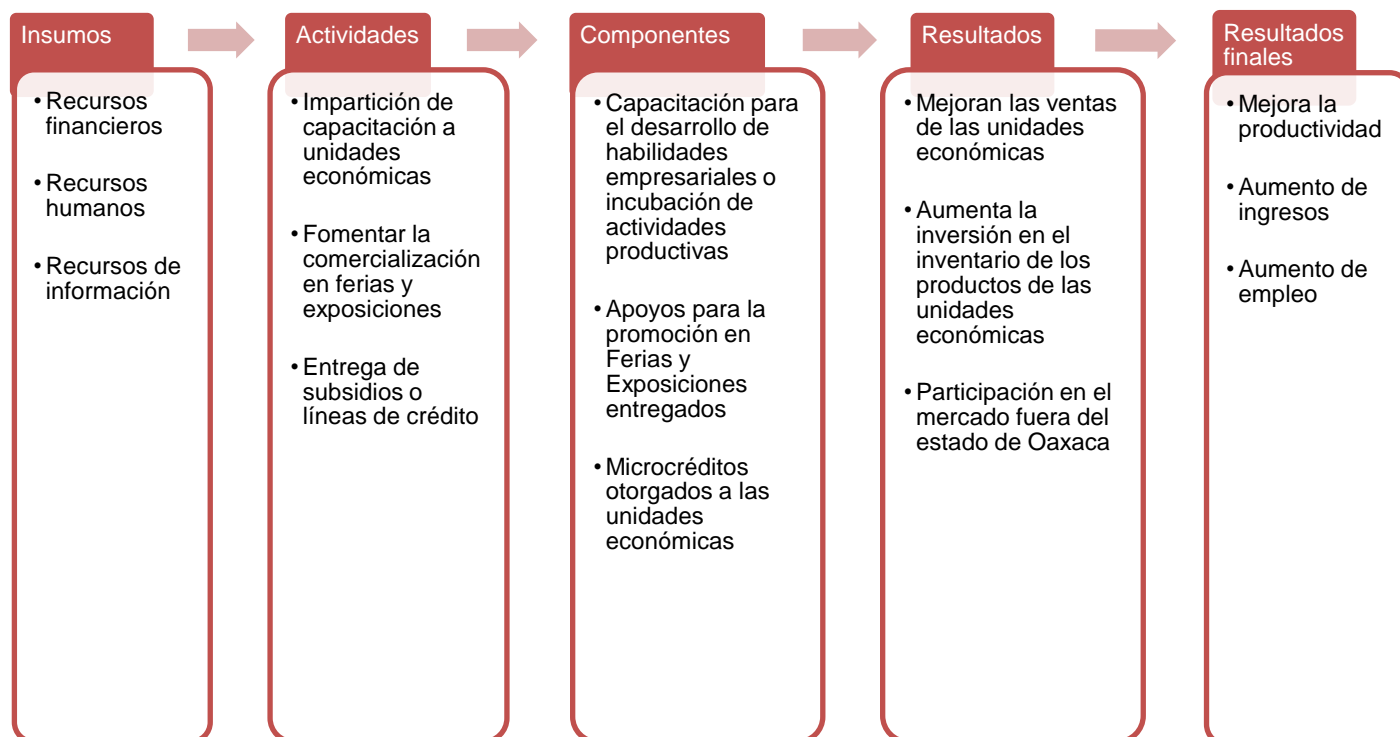 Insumos
• Recursos
financieros
• Recursos
humanos
• Recursos de
información
Actividades
• Impartición de
capacitación a
unidades
económicas
• Fomentar la
comercialización
en ferias y
exposiciones
• Entrega de
subsidios o
líneas de crédito
Componentes
• Capacitación para
el desarrollo de
habilidades
empresariales o
incubación de
actividades
productivas
• Apoyos para la
promoción en
Ferias y
Exposiciones
entregados
• Microcréditos
otorgados a las
unidades
económicas
Resultados
• Mejoran las ventas
de las unidades
económicas
• Aumenta la
inversión en el
inventario de los
productos de las
unidades
económicas
• Participación en el
mercado fuera del
estado de Oaxaca
Resultados
finales
• Mejora la
productividad
• Aumento de
ingresos
• Aumento de
empleo